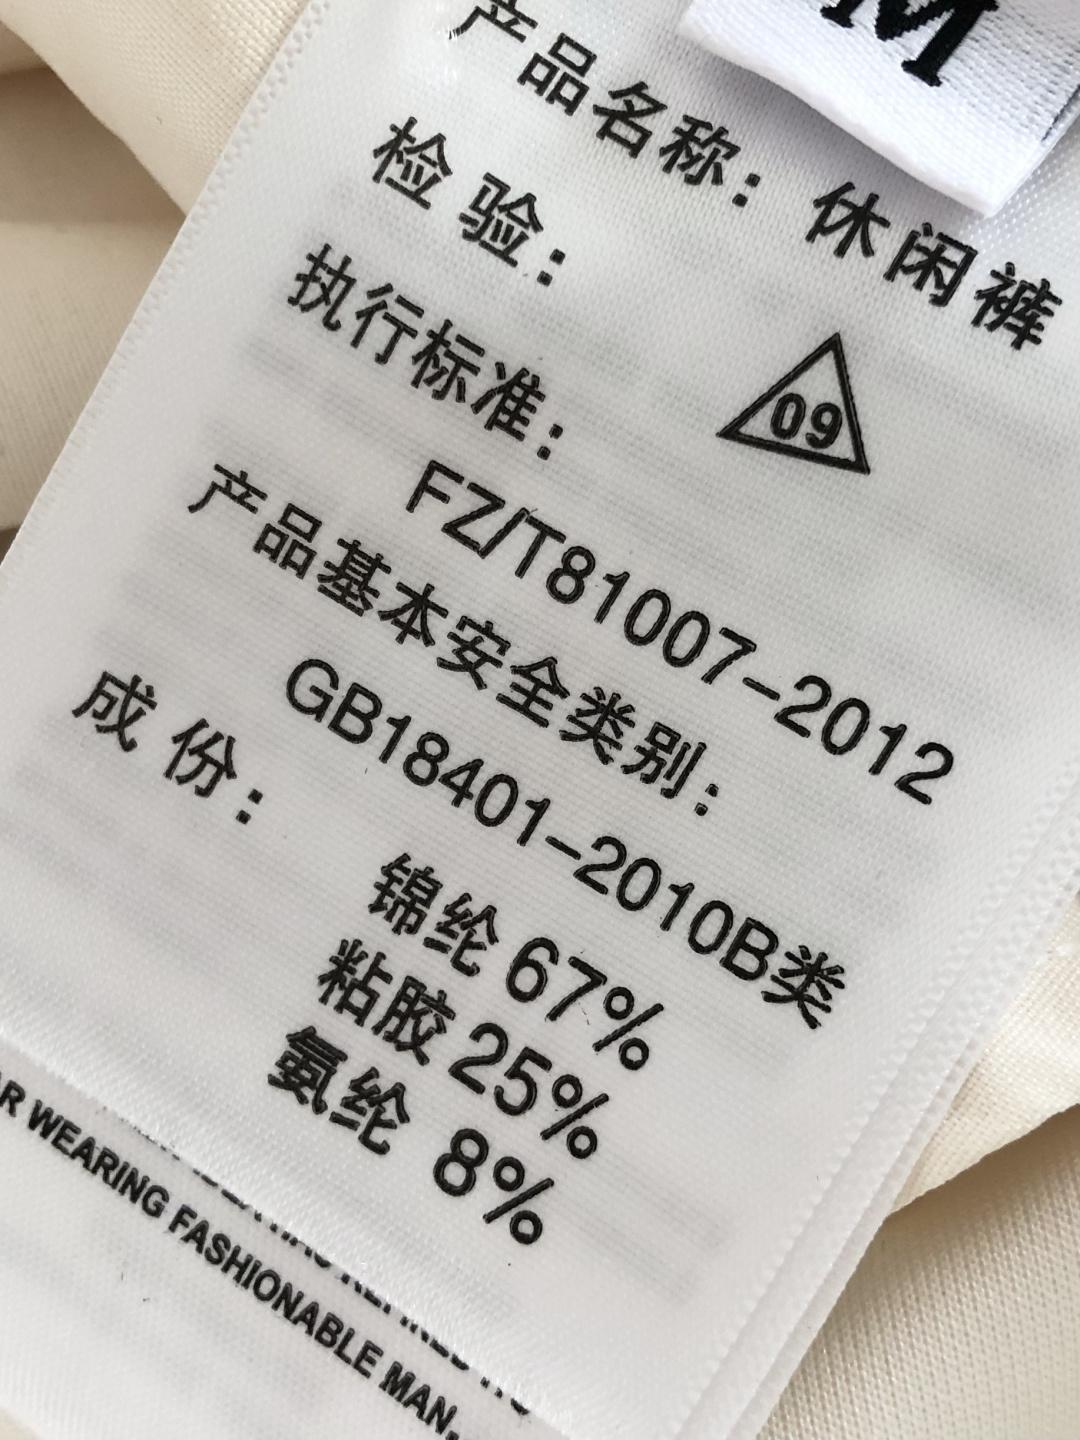 M
产品名称：休闲裤
检 验：
09
执行标准：
FZ/T81007-2012
产品基本安全类别：
GB18401-2010B类
成 份：
锦纶 67%
粘胶 25%
氨纶 8%
WEARING FASHIONABLE MAN.